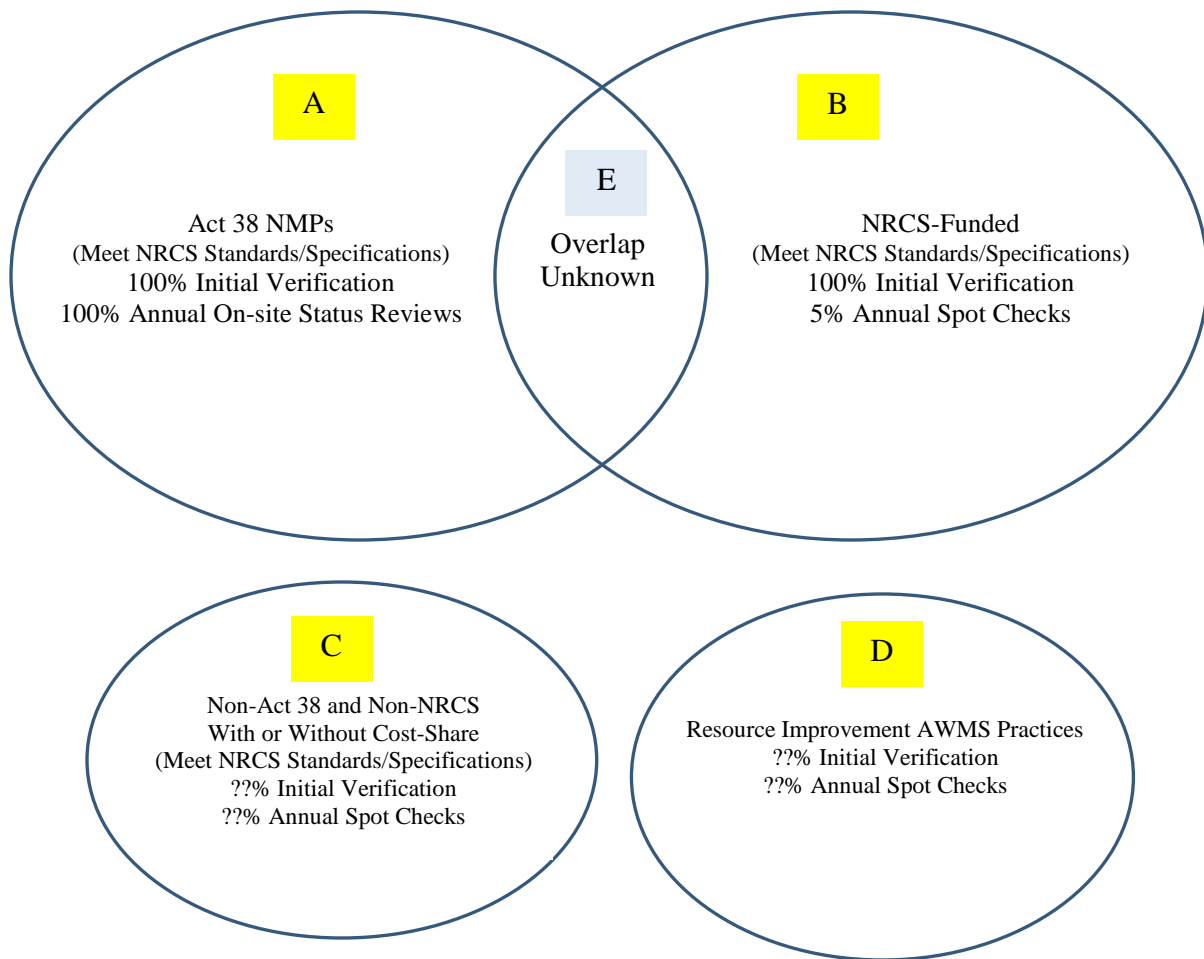 A
Act 38 NMPs
(Meet NRCS Standards/Specifications)
100% Initial Verification
100% Annual On-site Status Reviews
E
Overlap
Unknown
B
NRCS-Funded
(Meet NRCS Standards/Specifications)
100% Initial Verification
5% Annual Spot Checks
C
Non-Act 38 and Non-NRCS
With or Without Cost-Share
(Meet NRCS Standards/Specifications)
??% Initial Verification
??% Annual Spot Checks
D
Resource Improvement AWMS Practices
??% Initial Verification
??% Annual Spot Checks